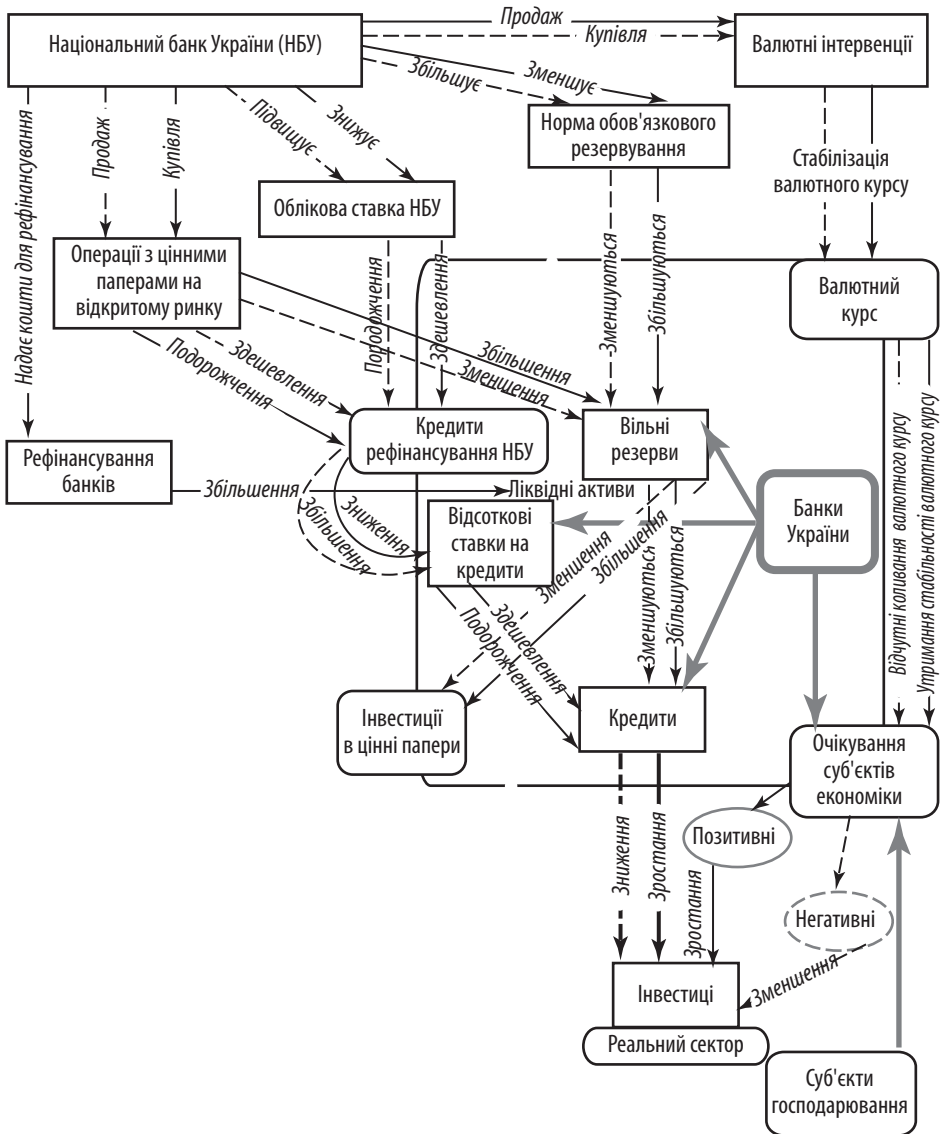 Національний банк України (НБУ)
Продаж
Купівля
Валютні інтервенції
Збільшує
Зменшує
Норма обов'язкового
резервування
Надає кошти для рефінансування
Продаж
Купівля
Підвищує
Знижує
Стабілізація
валютного курсу
Облікова ставка НБУ
Операції з цінними
паперами на
відкритому ринку
Породорчення
Здешевлення
Зменшуються
Збільшуються
Валютний
курс
Збільшення
Зменшення
Здешевлення
Подорожчення
Відчутні коливання валютного курсу
Утримання стабільності валютного курсу
Кредити
рефінансування НБУ
Вільні
резерви
Рефінансування
банків
Збільшення
Ліквідні активи
Банки
України
Відсоткові
ставки на
кредити
Зниження
Збільшення
Зменшення
Збільшення
Зменшуються
Збільшуються
Здешевлення
Подорожчення
Інвестиції
в цінні папери
Кредити
Очікування
суб'єктів
економіки
Позитивні
Зниження
Зростання
Зростання
Негативні
Зменшення
Інвестиці
Реальний сектор
Суб'єкти
господарювання